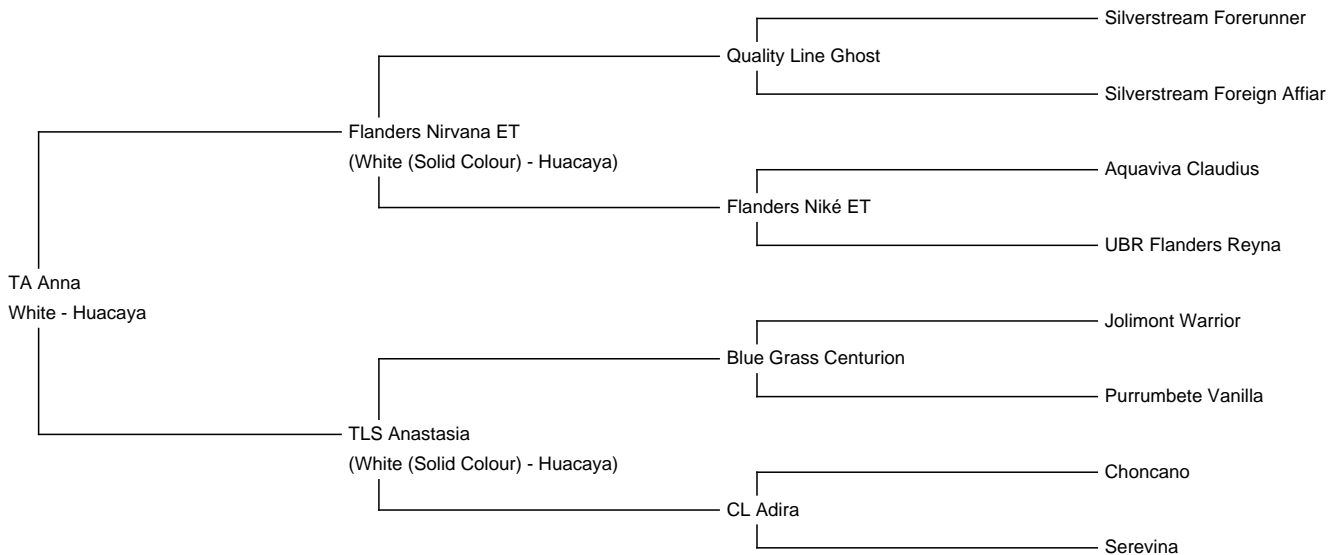 Silverstream Forerunner
Quality Line Ghost
Silverstream Foreign Affiar
Flanders Nirvana ET
(White (Solid Colour) - Huacaya)
Aquaviva Claudius
Flanders Niké ET
UBR Flanders Reyna
TA Anna
White - Huacaya
Jolimont Warrior
Blue Grass Centurion
Purrumbete Vanilla
TLS Anastasia
(White (Solid Colour) - Huacaya)
Choncano
CL Adira
Serevina